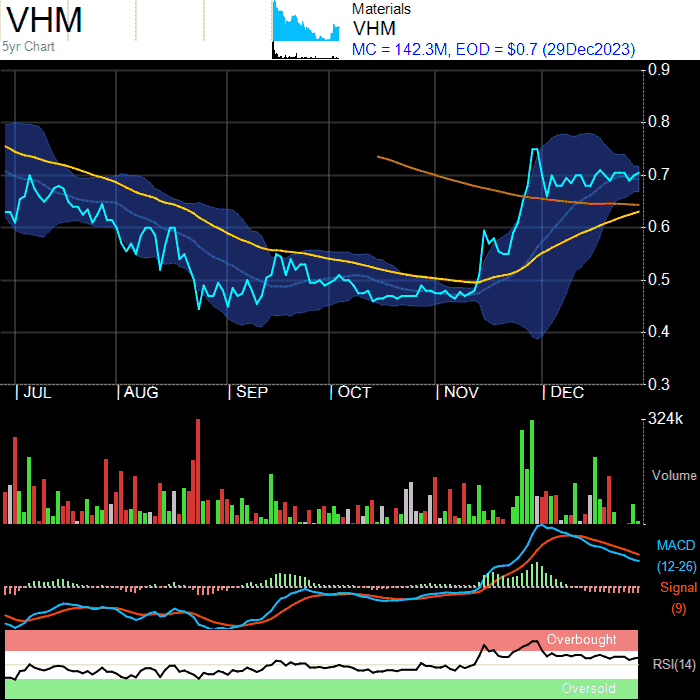 VHM
5yr Chart
Materials
VHM
MC = 142.3M, EOD = $0.7 (29Dec2023)
0.9
0.8
0.7
0.6
0.5
0.4
0.3
JUL AUG SEP OCT NOV DEC
324k
Volume
MACD
(12-26)
Signal
(9)
Overbought
RSI(14)
Oversold